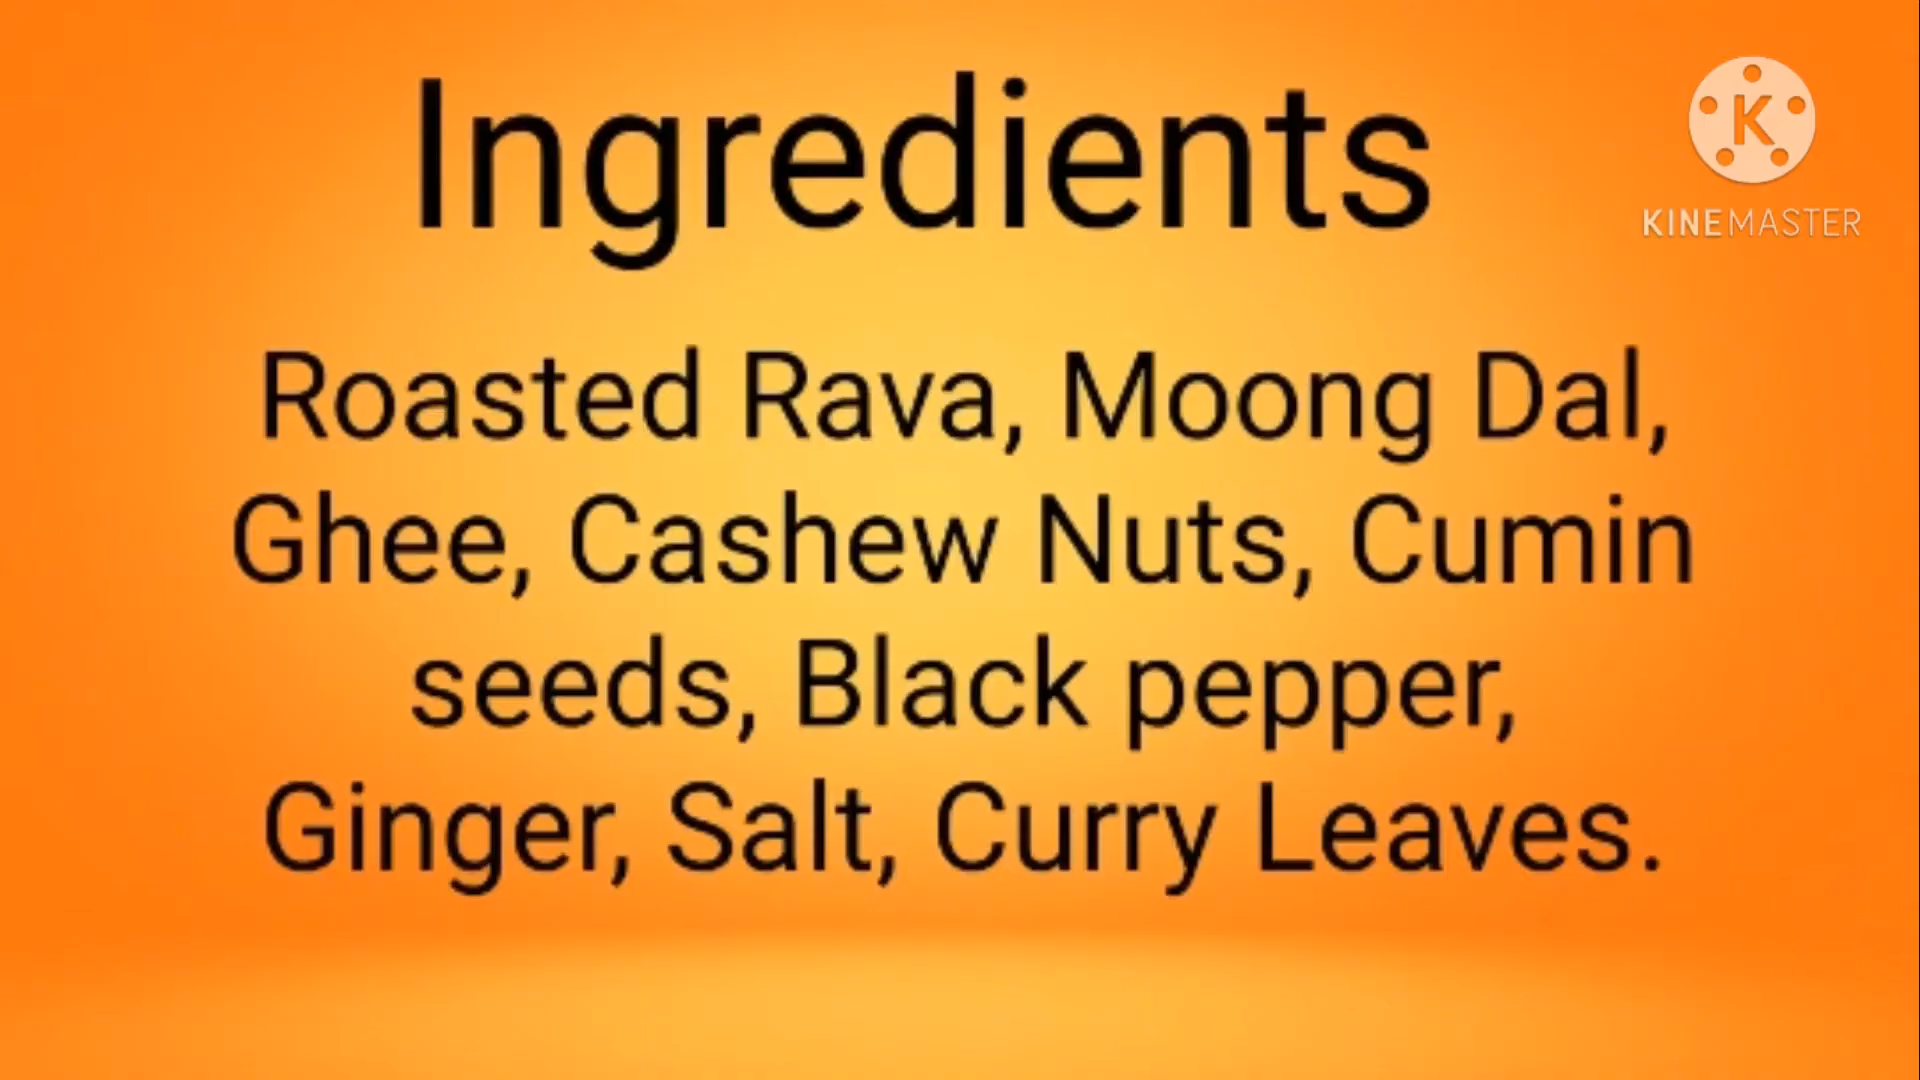 Ingredients
K
KINEMASTER
Roasted Rava, Moong Dal,
Ghee, Cashew Nuts, Cumin
seeds, Black pepper,
Ginger, Salt, Curry Leaves.